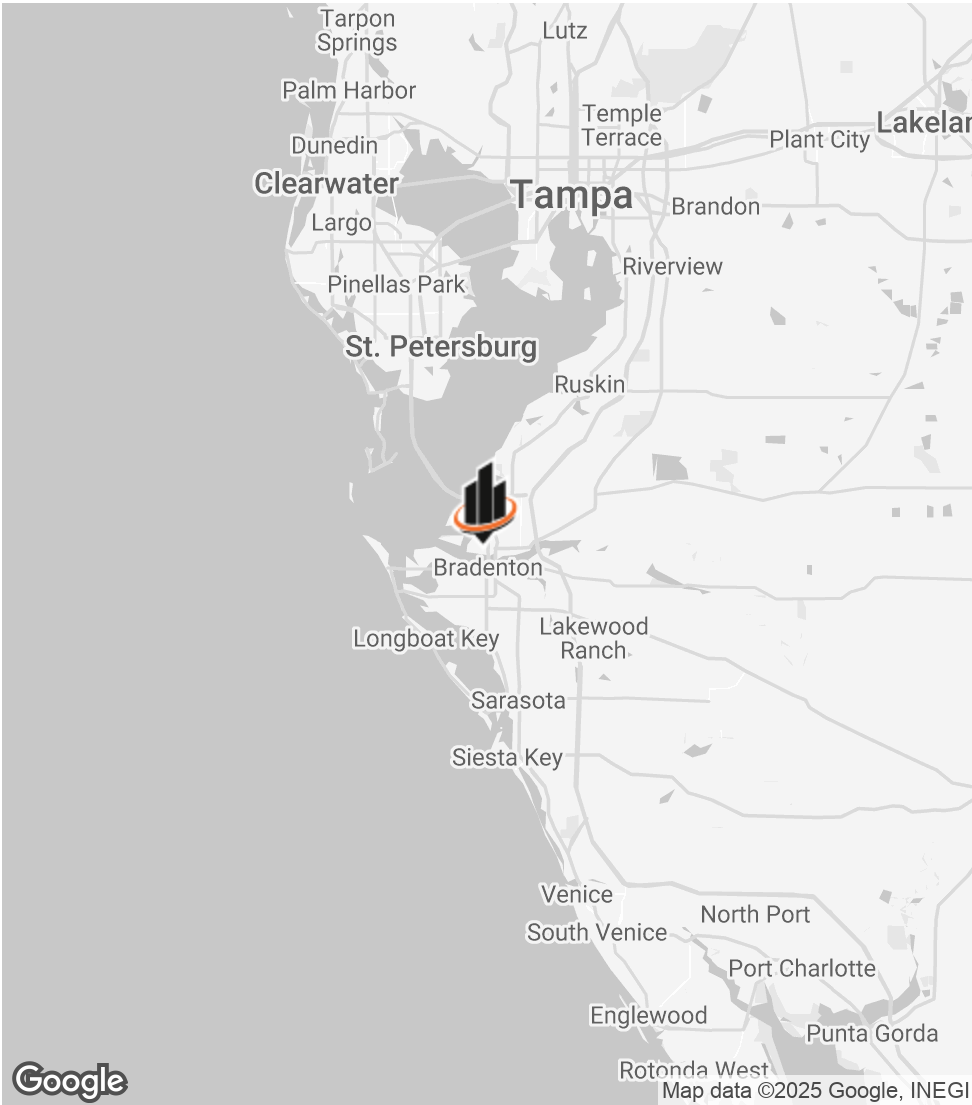 Tarpon
Springs
Lutz
Palm Harbor
Temple
Terrace
Lakelan
Plant City
Dunedin
Clearwater
Tampa
Brandon
Largo
Riverview
Pinellas Park
St. Petersburg
Ruskin
Bradenton
Longboat Key
Lakewood
Ranch
Sarasota
Siesta Key
Venice
North Port
South Venice
Port Charlotte
Englewood
Punta Gorda
Rotonda West
Google
Map data ©2025 Google, INEGI